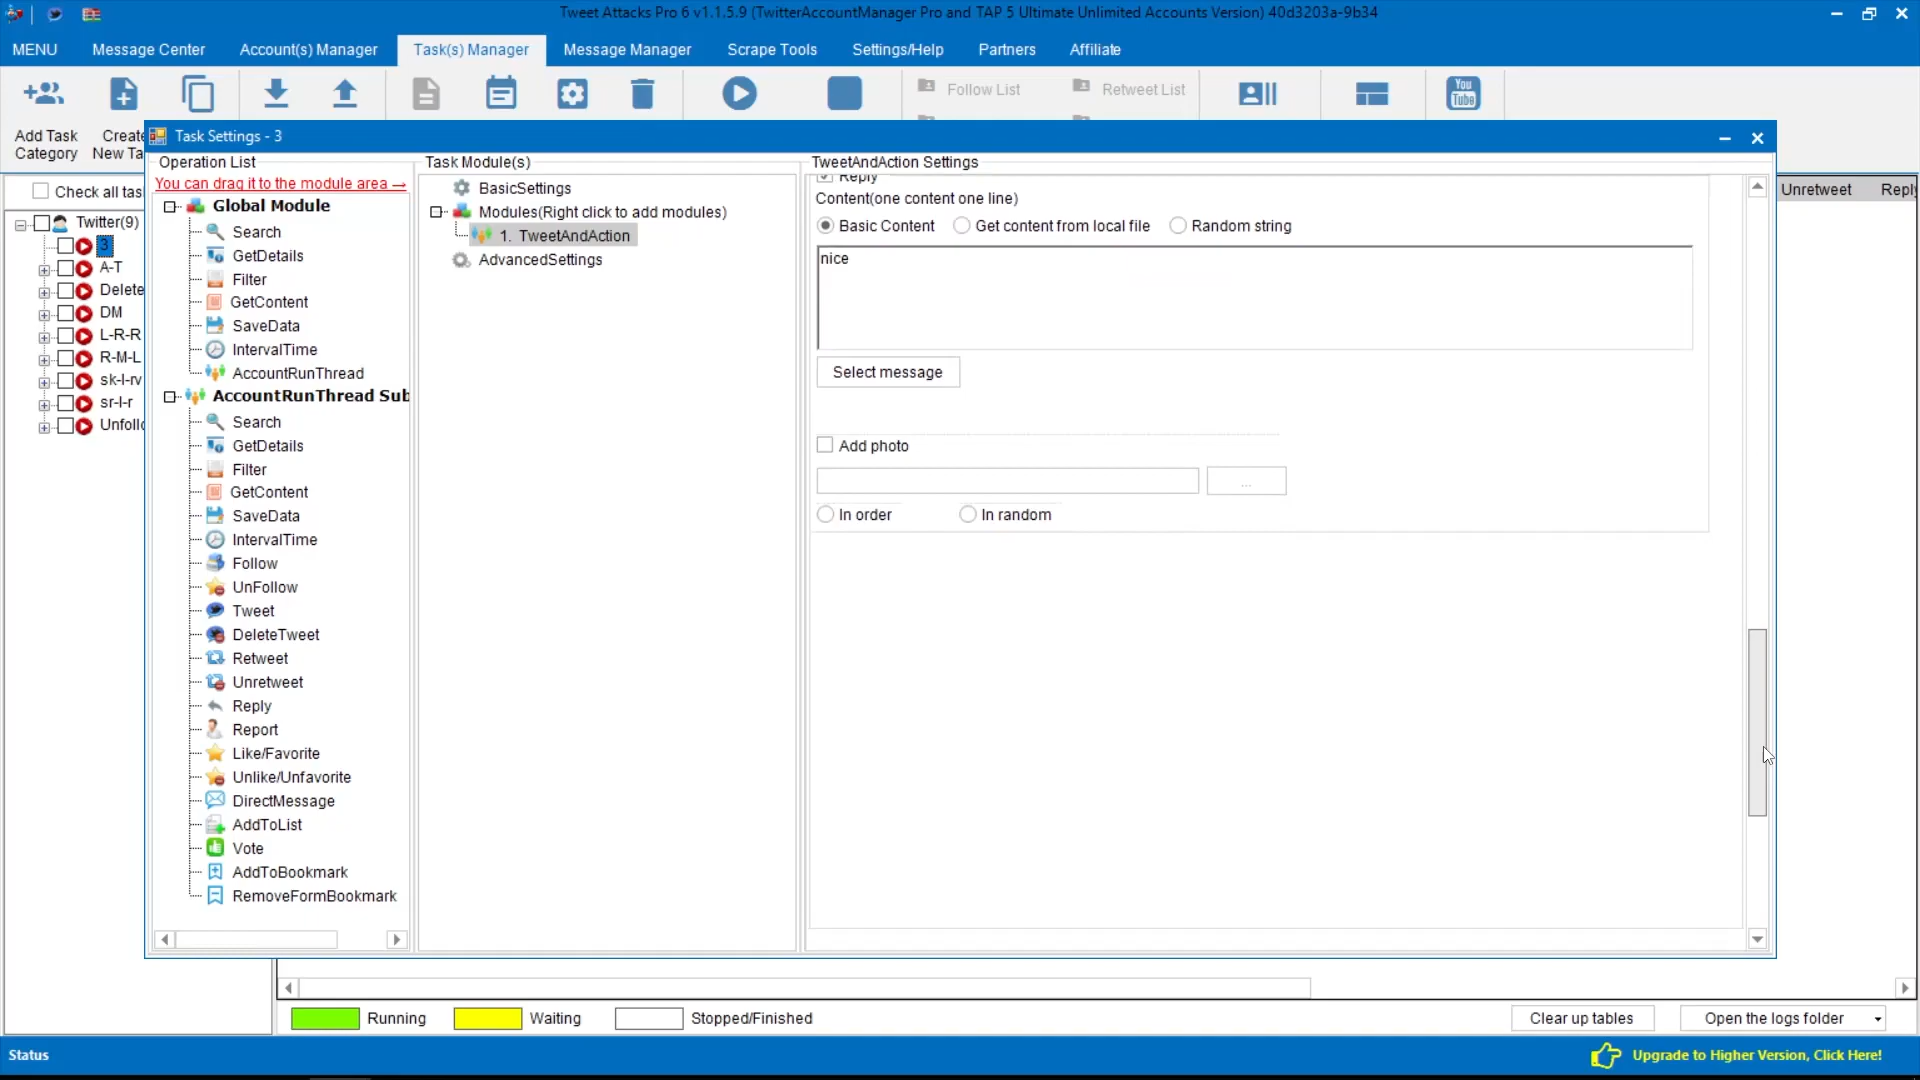 Tweet Attacks Pro 6 v1.1.5.9 (TwitterAccountManager Pro and TAP 5 Ultimate Unlimited Accounts Version) 40d3203a-9b34
MENU Message Center Account(s) Manager Task(s) Manager Message Manager Scrape Tools Settings/Help Partners Affiliate
Follow List Retweet List
You Tube
Add Task Category
Create New Ta
Task Settings - 3
Operation List
You can drag it to the module area →
Global Module
Search
GetDetails
Filter
GetContent
SaveData
IntervalTime
AccountRunThread
AccountRunThread Sub
Search
GetDetails
Filter
GetContent
SaveData
IntervalTime
Follow
UnFollow
Tweet
DeleteTweet
Retweet
Unretweet
Reply
Report
Like/Favorite
Unlike/Unfavorite
DirectMessage
AddToList
Vote
AddToBookmark
RemoveFormBookmark
Task Module(s)
BasicSettings
Modules(Right click to add modules)
1. TweetAndAction
AdvancedSettings
TweetAndAction Settings
Reply
Content(one content one line)
Basic Content Get content from local file Random string
nice
Select message
Add photo
...
In order In random
Check all tas
Twitter(9)
3
A-T
Delete
DM
L-R-R
R-M-L
sk-l-rv
sr-l-r
Unfoll
Unretweet Reply
Running Waiting Stopped/Finished
Clear up tables Open the logs folder
Status
Upgrade to Higher Version, Click Here!